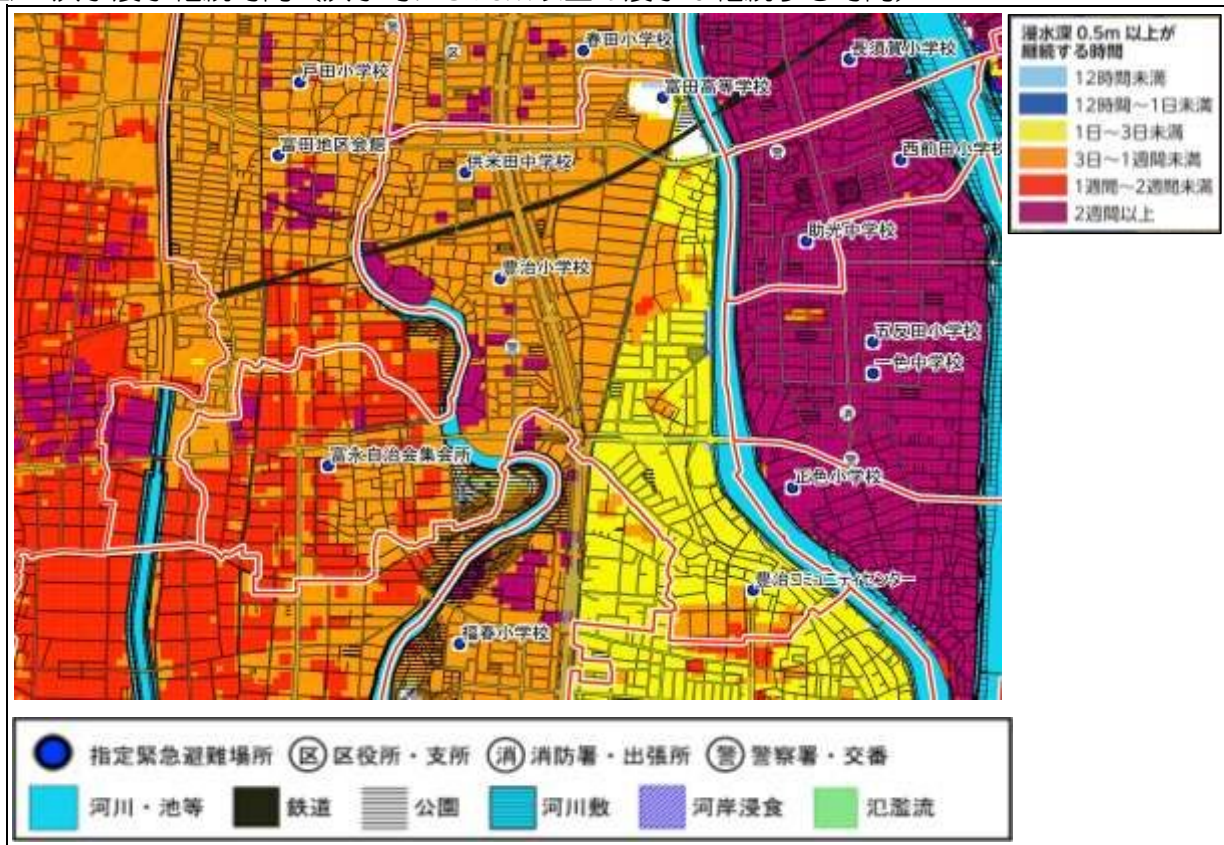 春田小学校
長須賀小学校
戸田小学校
富田高等学校
区
富田地区会館
供米田中学校
西前田小学校
助光中学校
豊治小学校
五反田小学校
一色中学校
消
富永自治会集会所
正色小学校
豊治コミュニティセンター
福春小学校
浸水深 0.5m 以上が
継続する時間
12時間未満
12時間～1日未満
1日～3日未満
3日～1週間未満
1週間～2週間未満
2週間以上
指定緊急避難場所 区 区役所・支所 消 消防署・出張所 警 警察署・交番
河川・池等 鉄道 公園 河川敷 河岸浸食 氾濫流